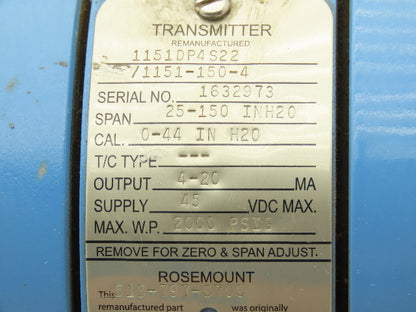 TRANSMITTER
REMANUFACTURED
1151DP4S22
/1151-150-4
SERIAL NO. 1632973
SPAN 25-150 INH20
CAL. 0-44 IN H20
T/C TYPE ---
OUTPUT 4-20 MA
SUPPLY 45 VDC MAX.
MAX. W.P. 2000 PSIG
REMOVE FOR ZERO & SPAN ADJUST.
ROSEMOUNT
This
remanufactured part was originally